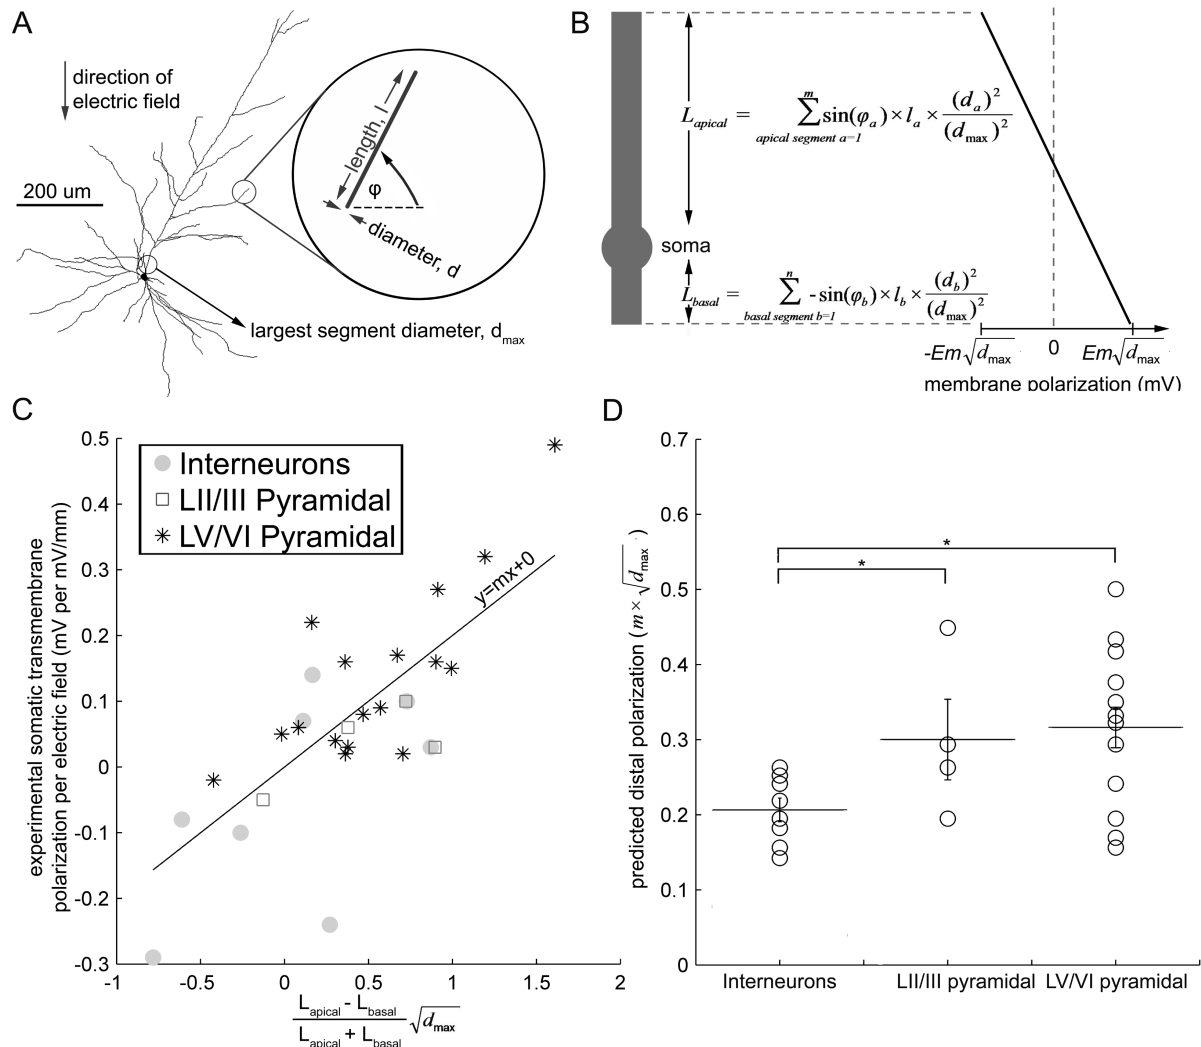 A
direction of
electric field
200 um
length, l
φ
diameter, d
largest segment diameter, d_max
B
L_apical = ∑_{apical segment a=1}^{m} sin(φ_a) × l_a × (d_a)² / (d_max)²
soma
L_basal = ∑_{basal segment b=1}^{n} -sin(φ_b) × l_b × (d_b)² / (d_max)²
-Em√d_max 0 Em√d_max
membrane polarization (mV)
C
experimental somatic transmembrane
polarization per electric field (mV per mV/mm)
0.5
0.4
0.3
0.2
0.1
0
-0.1
-0.2
-0.3
Interneurons
LII/III Pyramidal
LV/VI Pyramidal
y=mx+0
-1 -0.5 0 0.5 1 1.5 2
(L_apical - L_basal) / (L_apical + L_basal) √d_max
D
predicted distal polarization (m × √d_max)
0.7
0.6
0.5
0.4
0.3
0.2
0.1
0
*
*
Interneurons LII/III pyramidal LV/VI pyramidal